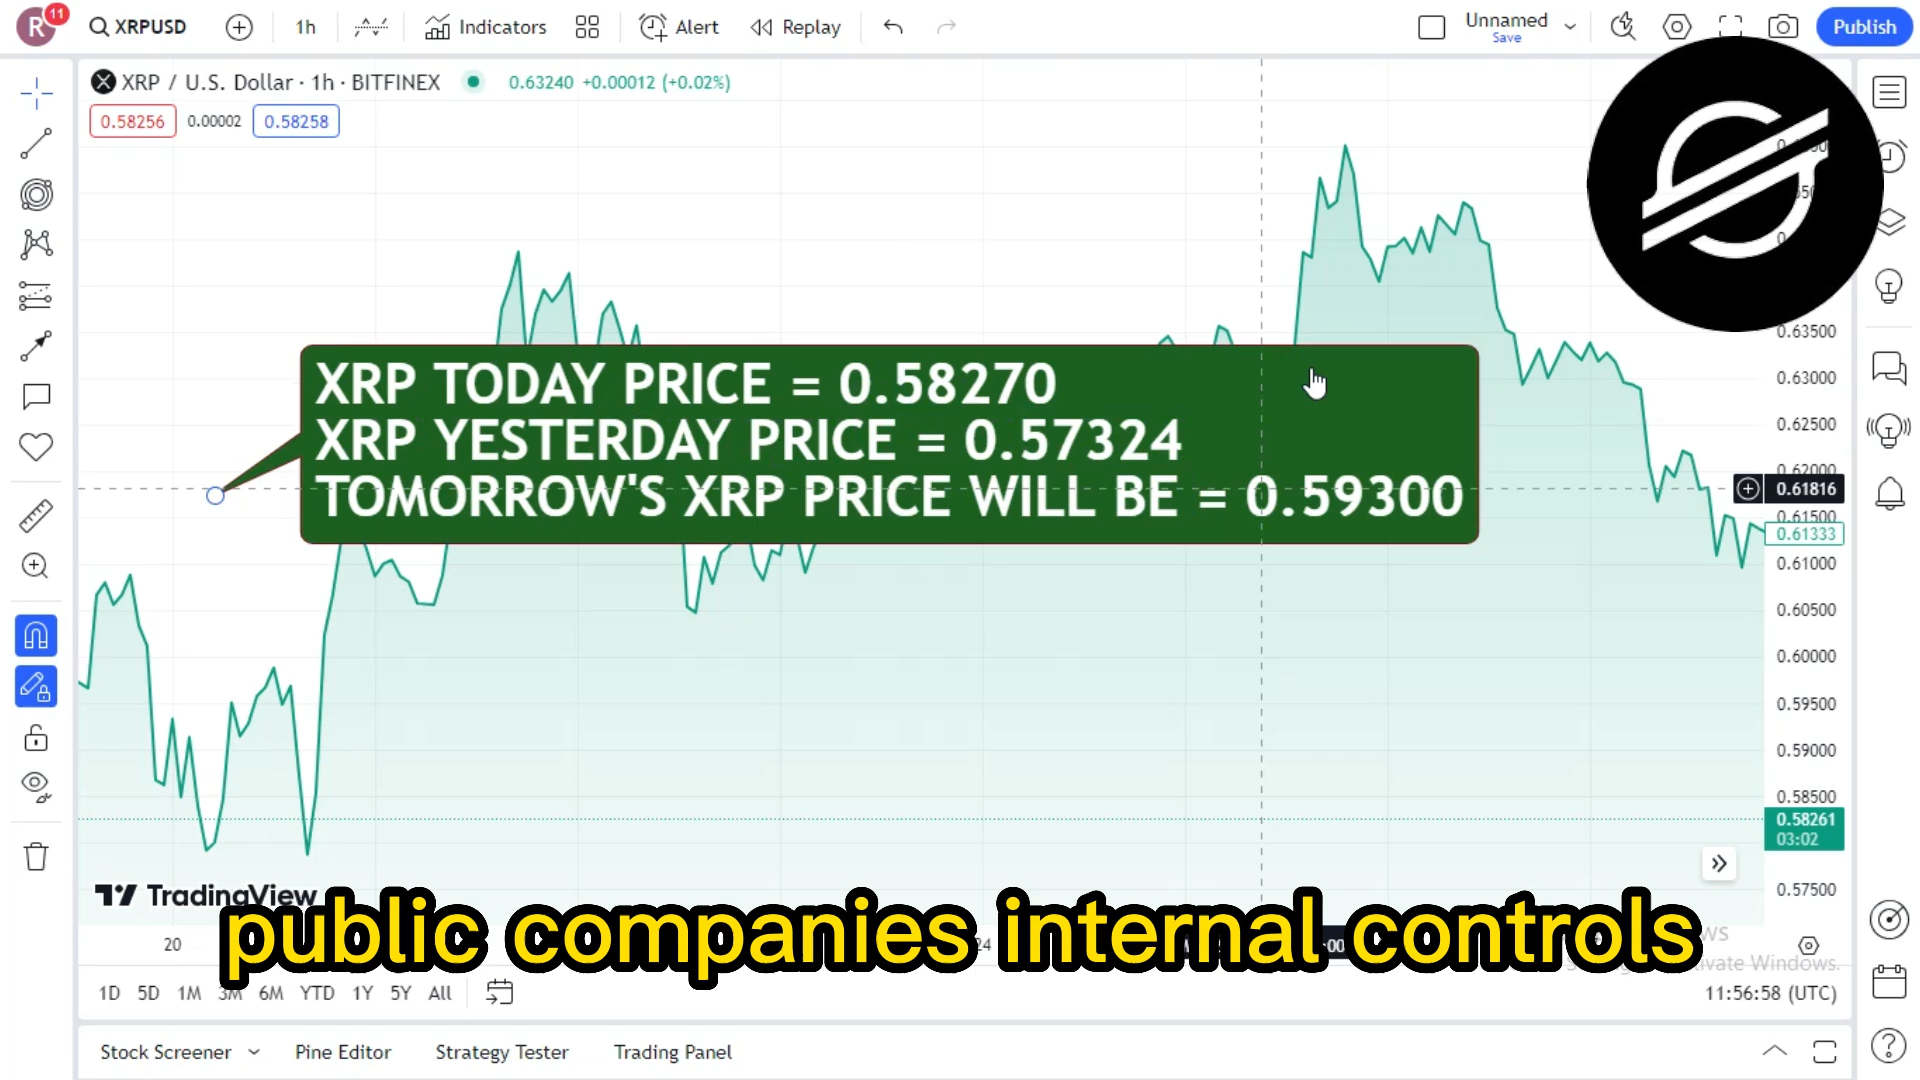 R
11
XRPUSD
1h
Indicators
Alert
Replay
Unnamed
Save
Publish
XRP / U.S. Dollar · 1h · BITFINEX
0.63240 +0.00012 (+0.02%)
0.58256
0.00002
0.58258
XRP TODAY PRICE = 0.58270
XRP YESTERDAY PRICE = 0.57324
TOMORROW'S XRP PRICE WILL BE = 0.59300
0.63500
0.63000
0.62500
0.62000
0.61816
0.61500
0.61333
0.61000
0.60500
0.60000
0.59500
0.59000
0.58500
0.58261
03:02
0.57500
TradingView
public companies internal controls
20
1D 5D 1M 3M 6M YTD 1Y 5Y All
11:56:58 (UTC)
Stock Screener
Pine Editor
Strategy Tester
Trading Panel